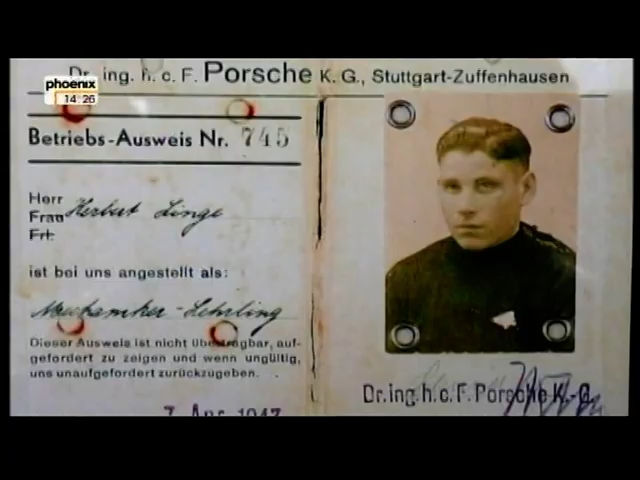 phoenix
14:26
Dr. ing. h. c. F. Porsche K. G., Stuttgart-Zuffenhausen
Betriebs-Ausweis Nr. 745
Herr
Frau Herbert Linge
Frl.
ist bei uns angestellt als:
Mechaniker-Lehrling
Dieser Ausweis ist nicht übertragbar, auf-
gefordert zu zeigen und wenn ungültig,
uns unaufgefordert zurückzugeben.
7. Apr.
Dr.ing.h.c.F. Porsche K.-G.